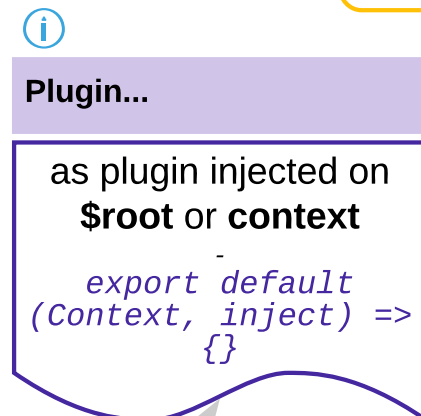 i
Plugin...
as plugin injected on
$root or context
-
export default
(Context, inject) =>
{}